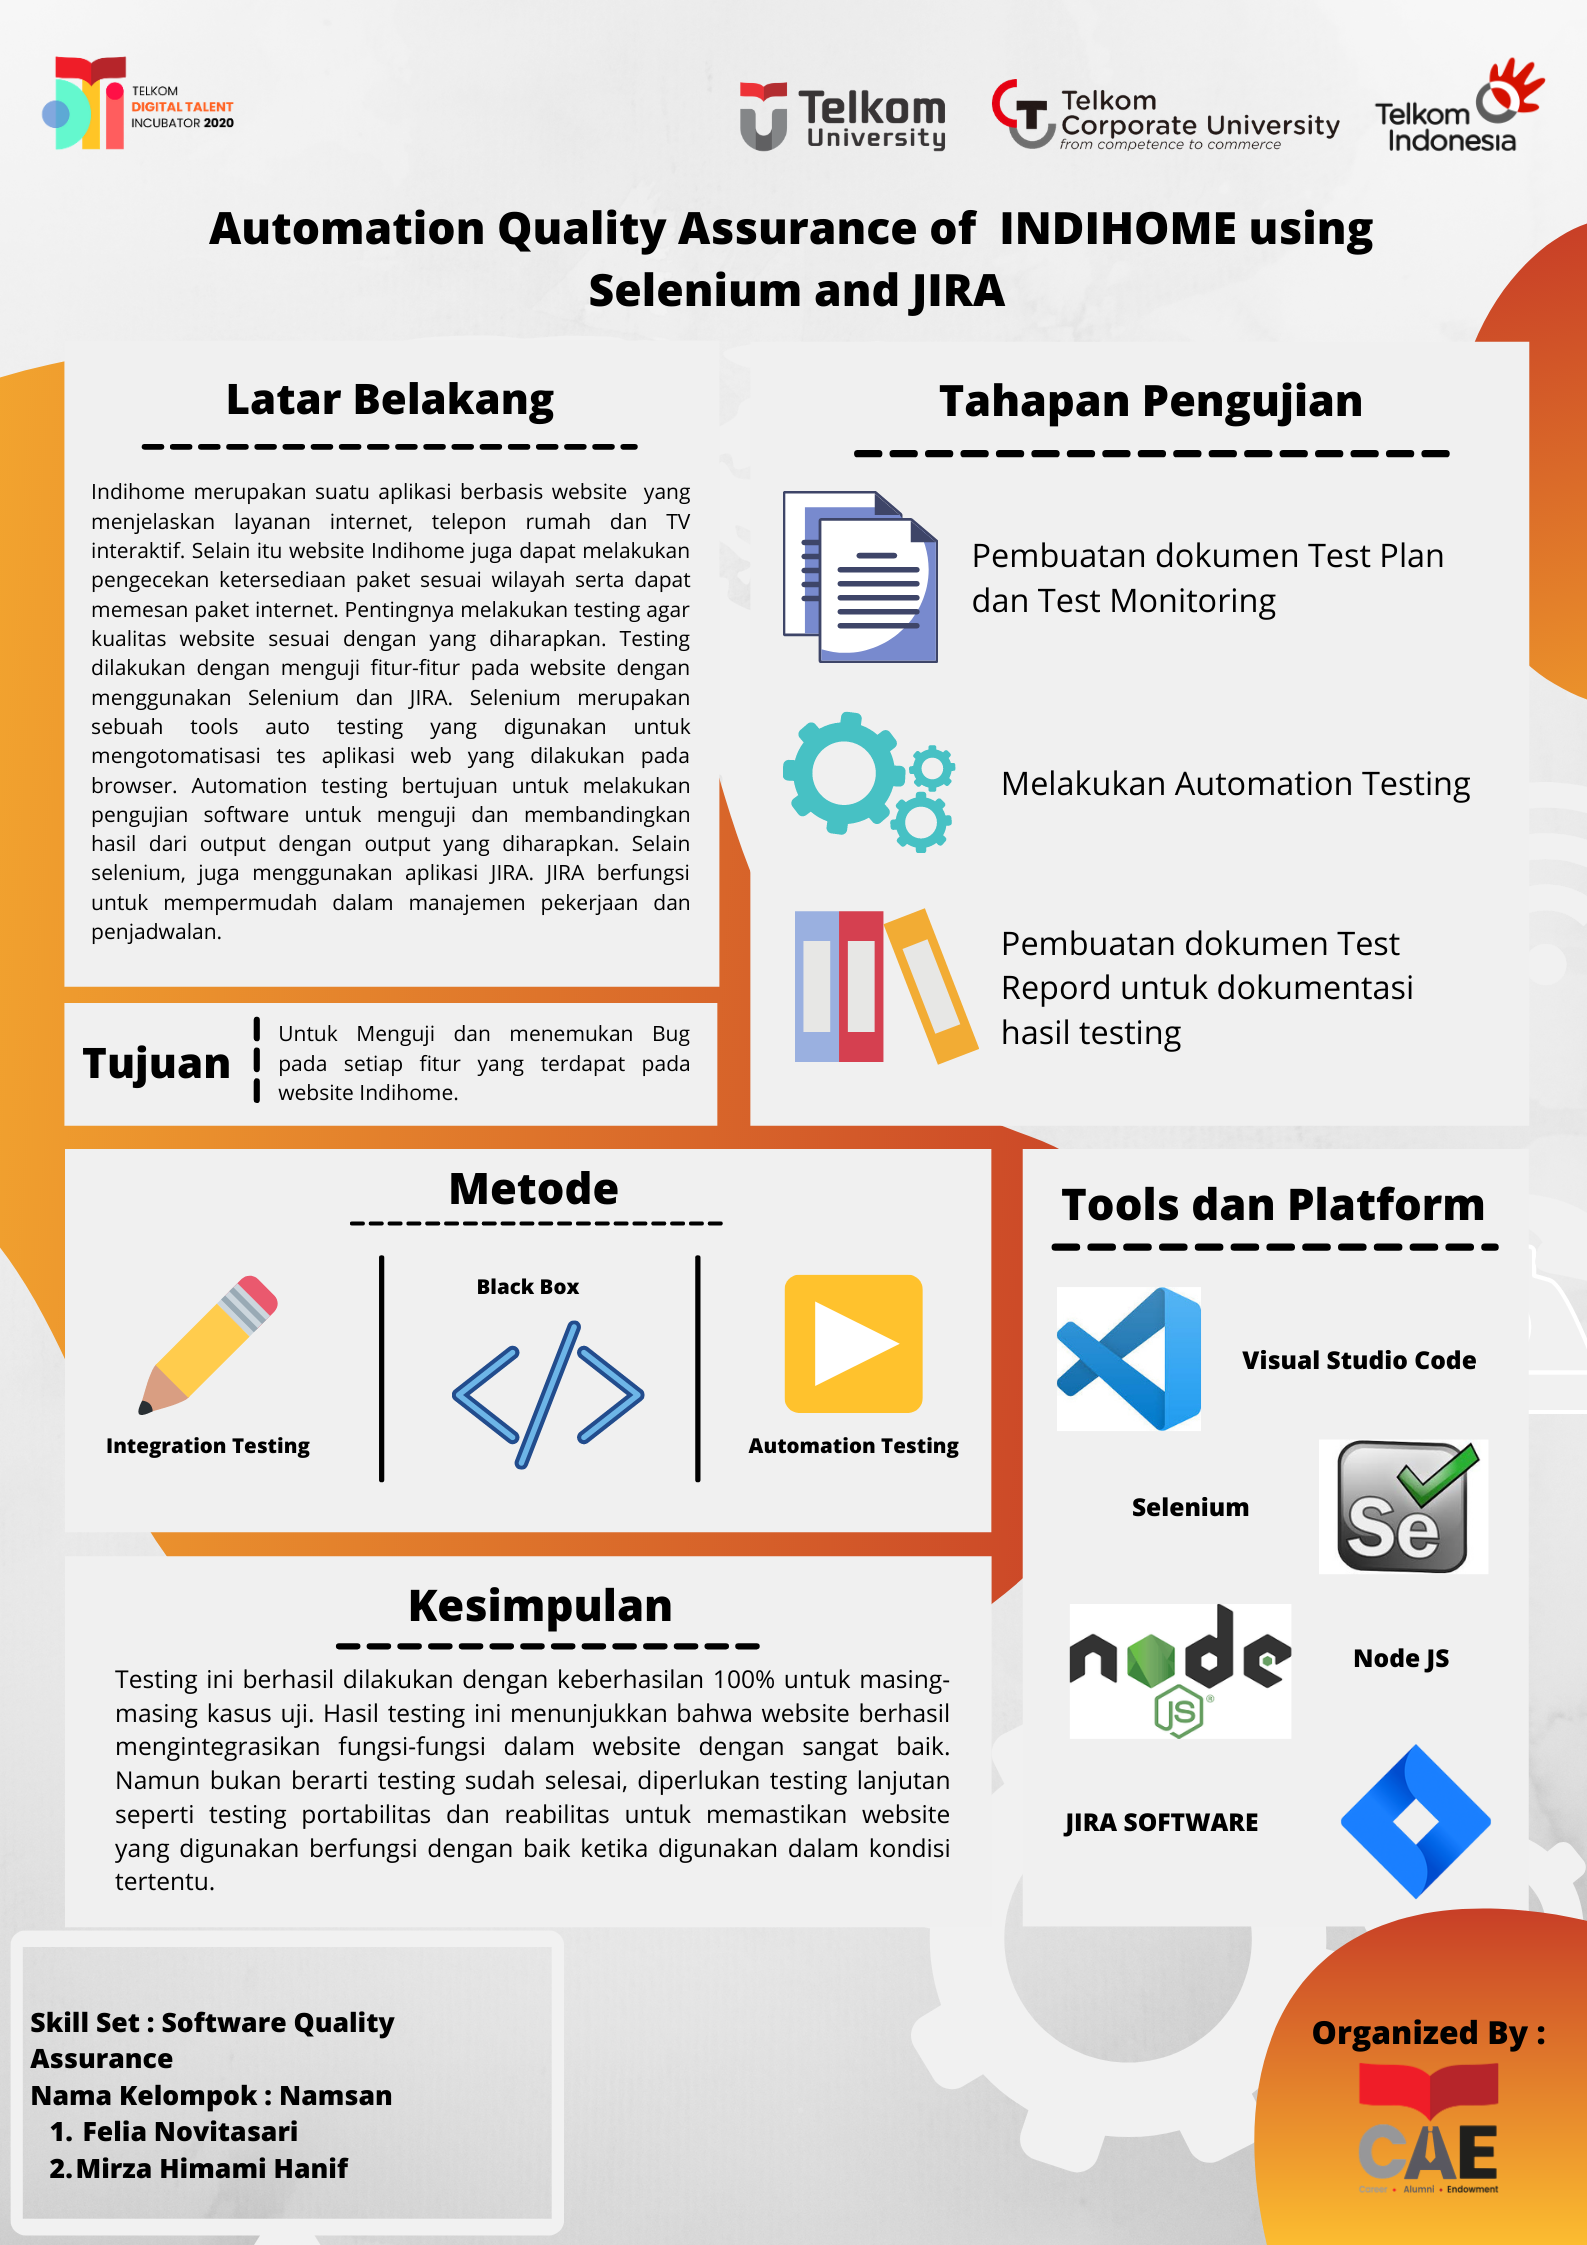 TELKOM
DIGITAL TALENT
INCUBATOR 2020
Telkom
University
Telkom
Corporate University
from competence to commerce
Telkom
Indonesia
Automation Quality Assurance of INDIHOME using
Selenium and JIRA
Latar Belakang
Indihome merupakan suatu aplikasi berbasis website yang
menjelaskan layanan internet, telepon rumah dan TV
interaktif. Selain itu website Indihome juga dapat melakukan
pengecekan ketersediaan paket sesuai wilayah serta dapat
memesan paket internet. Pentingnya melakukan testing agar
kualitas website sesuai dengan yang diharapkan. Testing
dilakukan dengan menguji fitur-fitur pada website dengan
menggunakan Selenium dan JIRA. Selenium merupakan
sebuah tools auto testing yang digunakan untuk
mengotomatisasi tes aplikasi web yang dilakukan pada
browser. Automation testing bertujuan untuk melakukan
pengujian software untuk menguji dan membandingkan
hasil dari output dengan output yang diharapkan. Selain
selenium, juga menggunakan aplikasi JIRA. JIRA berfungsi
untuk mempermudah dalam manajemen pekerjaan dan
penjadwalan.
Tujuan
Untuk Menguji dan menemukan Bug
pada setiap fitur yang terdapat pada
website Indihome.
Tahapan Pengujian
Pembuatan dokumen Test Plan
dan Test Monitoring
Melakukan Automation Testing
Pembuatan dokumen Test
Repord untuk dokumentasi
hasil testing
Metode
Integration Testing
Black Box
Automation Testing
Tools dan Platform
Visual Studio Code
Selenium
Se
node
JS
®
Node JS
JIRA SOFTWARE
Kesimpulan
Testing ini berhasil dilakukan dengan keberhasilan 100% untuk masing-
masing kasus uji. Hasil testing ini menunjukkan bahwa website berhasil
mengintegrasikan fungsi-fungsi dalam website dengan sangat baik.
Namun bukan berarti testing sudah selesai, diperlukan testing lanjutan
seperti testing portabilitas dan reabilitas untuk memastikan website
yang digunakan berfungsi dengan baik ketika digunakan dalam kondisi
tertentu.
Skill Set : Software Quality
Assurance
Nama Kelompok : Namsan
1. Felia Novitasari
2. Mirza Himami Hanif
Organized By :
CAE
Career • Alumni • Endowment